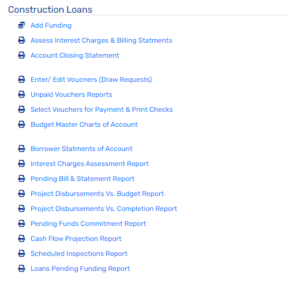 Construction Loans
Add Funding
Assess Interest Charges & Billing Statments
Account Closing Statement
Enter/ Edit Voucners (Draw Requests)
Unpaid Vouchers Reports
Select Vouchers for Payment & Print Checks
Budget Master Charts of Account
Borrower Statments of Account
Interest Charges Assessment Report
Pending Bill & Statement Report
Project Disbursements Vs. Budget Report
Project Disbursements Vs. Completion Report
Pending Funds Commitment Report
Cash Flow Projection Report
Scheduled Inspections Report
Loans Pending Funding Report